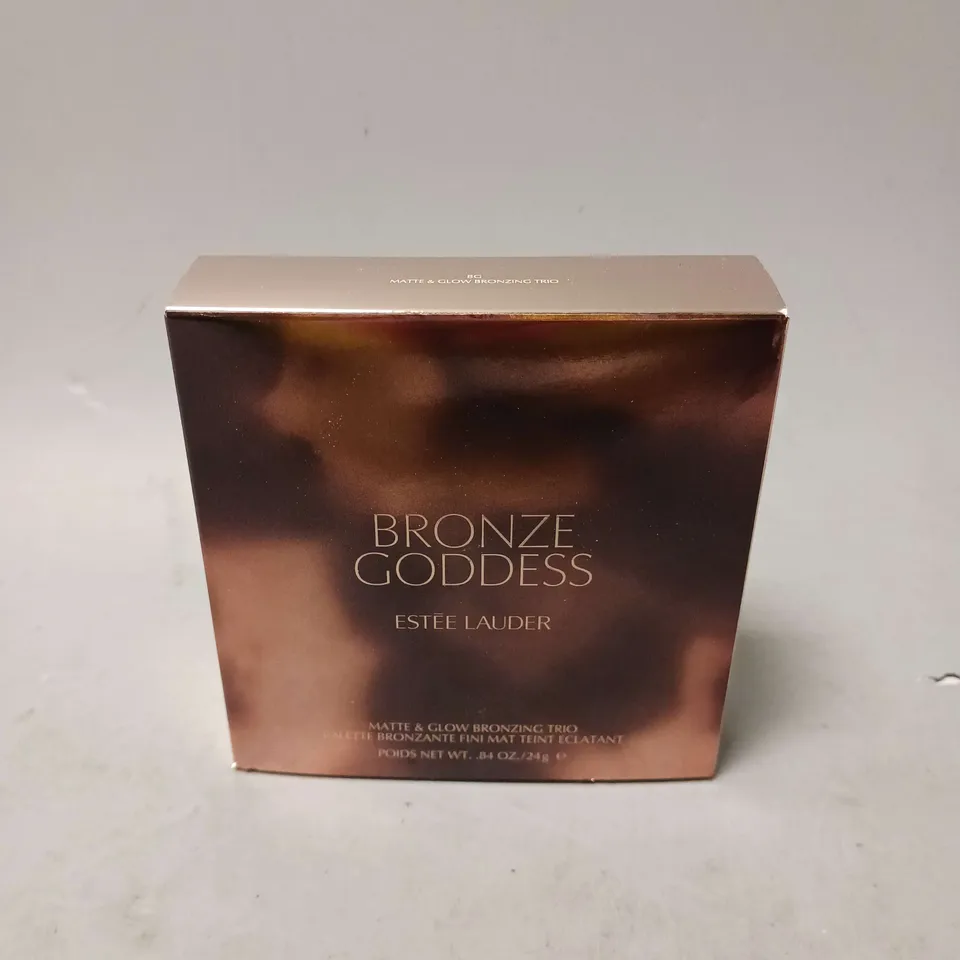 BG
MATTE & GLOW BRONZING TRIO
BRONZE
GODDESS
ESTĒE LAUDER
MATTE & GLOW BRONZING TRIO
PALETTE BRONZANTE FINI MAT TEINT ECLATANT
POIDS NET WT. .84 OZ./24g ℮